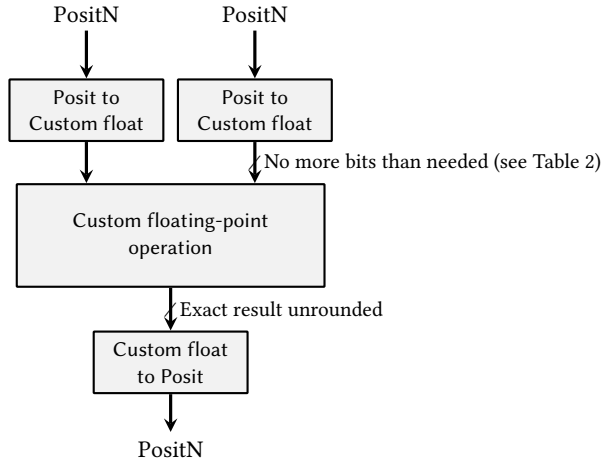 PositN PositN
Posit to Custom float Posit to Custom float
No more bits than needed (see Table 2)
Custom floating-point
operation
Exact result unrounded
Custom float
to Posit
PositN